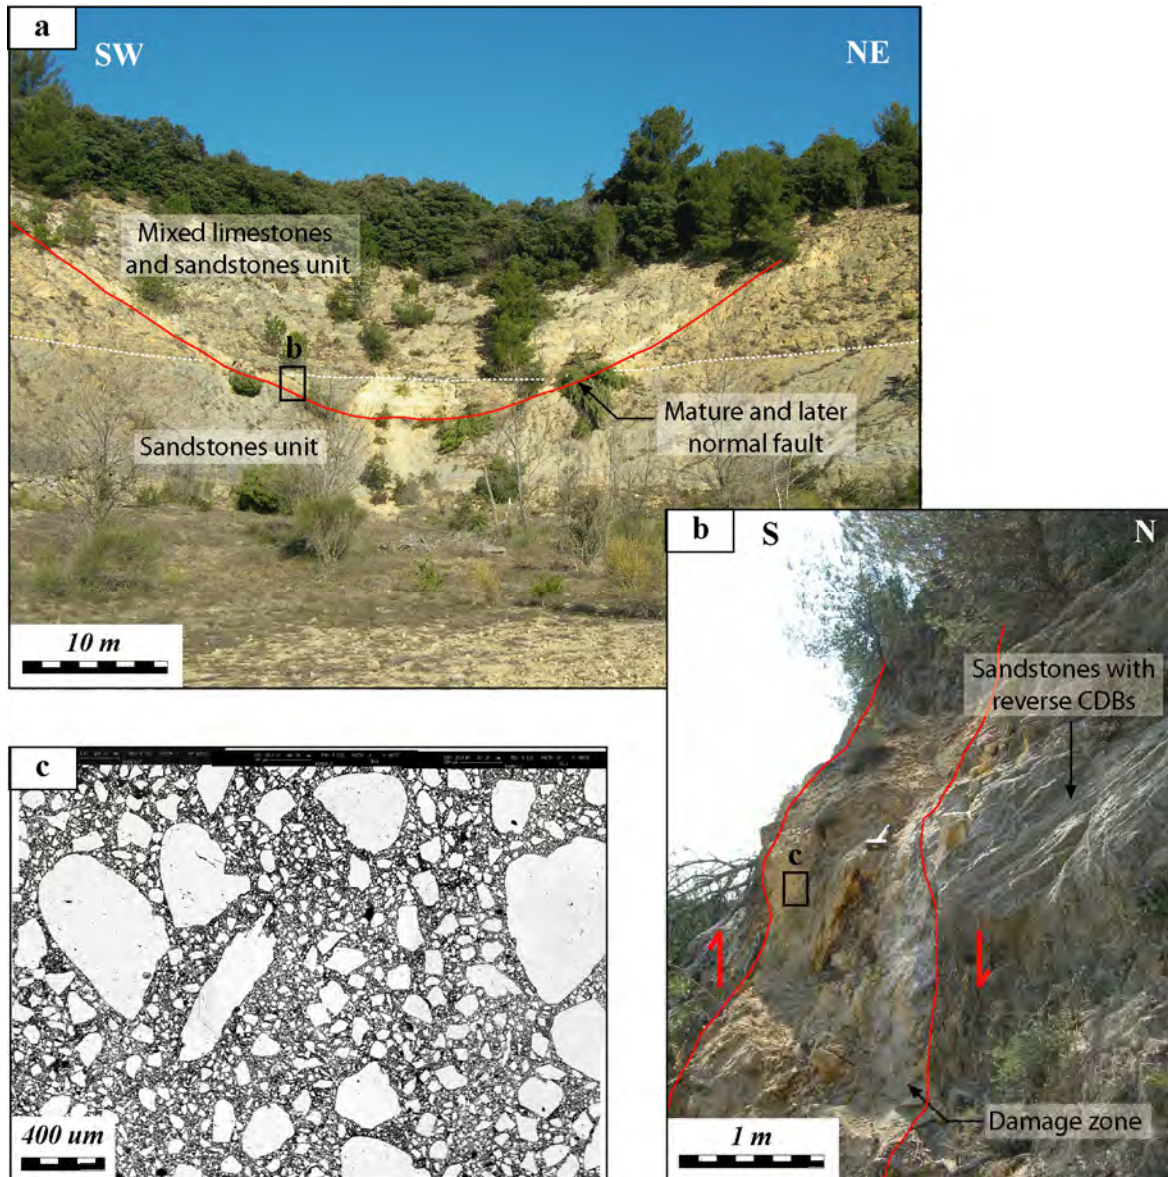 a
SW
NE
Mixed limestones
and sandstones unit
b
Mature and later
normal fault
Sandstones unit
10 m
b
S
N
Sandstones with
reverse CDBs
c
Damage zone
1 m
c
400 um